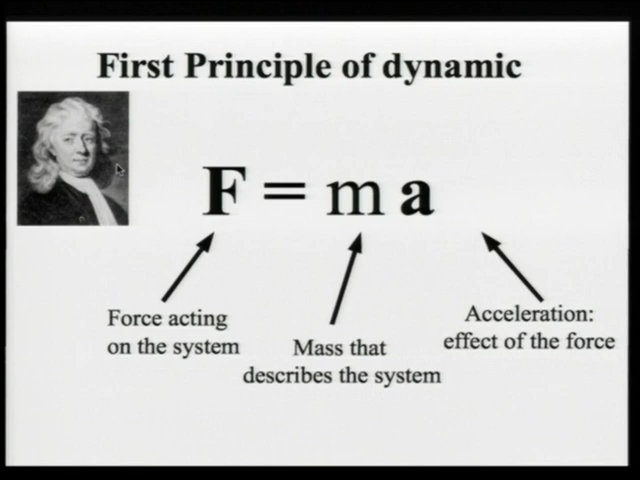 First Principle of dynamic
F = m a
Force acting
on the system
Mass that
describes the system
Acceleration:
effect of the force